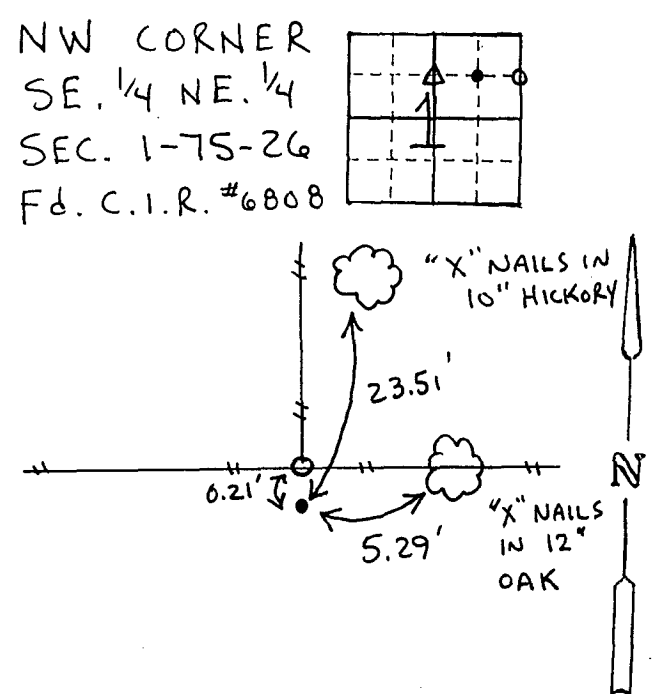 NW CORNER
SE. 1/4 NE. 1/4
SEC. 1-75-26
Fd. C.I.R. #6808
1
"X" NAILS IN
10" HICKORY
23.51'
0.21'
5.29'
"X" NAILS
IN 12"
OAK
N